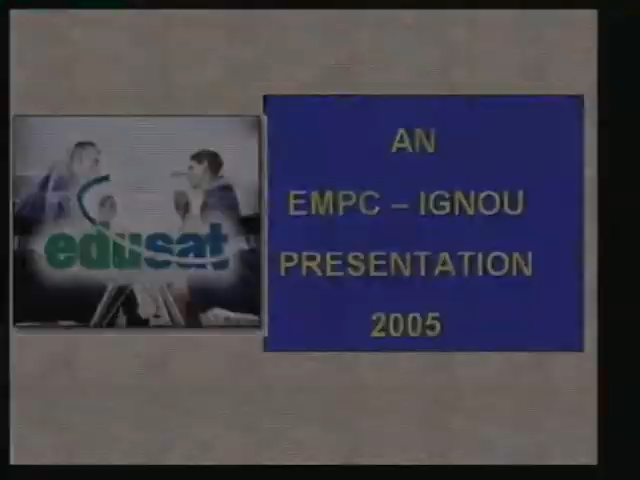 edusat
AN
EMPC – IGNOU
PRESENTATION
2005